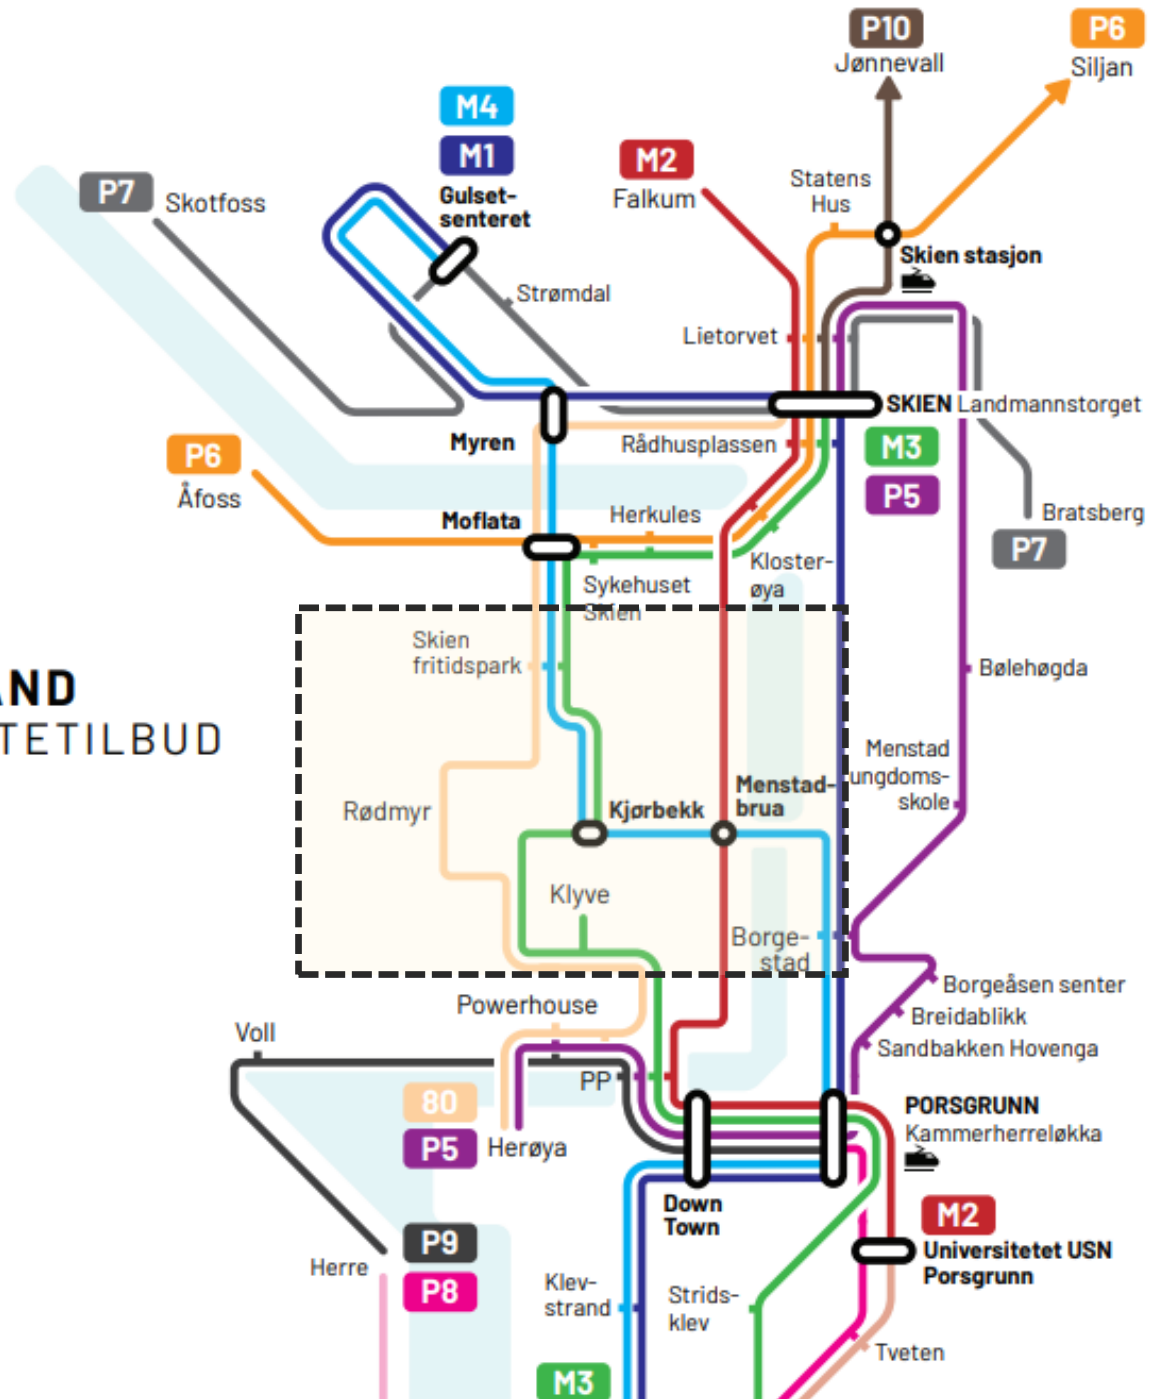 P10
Jønnevall
P6
Siljan
M4
M1
Gulset-
senteret
M2
Falkum
Statens
Hus
P7
Skotfoss
Skien stasjon
Strømdal
Lietorvet
SKIEN Landmannstorget
Myren
Rådhusplassen
M3
P5
P6
Åfoss
Moflata
Herkules
Bratsberg
P7
Kloster-
øya
Sykehuset
Skien
Skien
fritidspark
Bølehøgda
AND
TETILBUD
Menstad
ungdoms-
skole
Menstad-
brua
Rødmyr
Kjørbekk
Klyve
Borge-
stad
Borgeåsen senter
Powerhouse
Breidablikk
Voll
Sandbakken Hovenga
PP
80
P5
Herøya
PORSGRUNN
Kammerherreløkka
Down
Town
M2
Universitetet USN
Porsgrunn
P9
Herre
P8
Klev-
strand
Strids-
klev
Tveten
M3